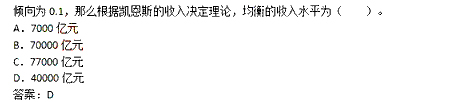 倾向为 0.1，那么根据凯恩斯的收入决定理论，均衡的收入水平为（　　）。
A．7000 亿元
B．70000 亿元
C．77000 亿元
D．40000 亿元
答案：D